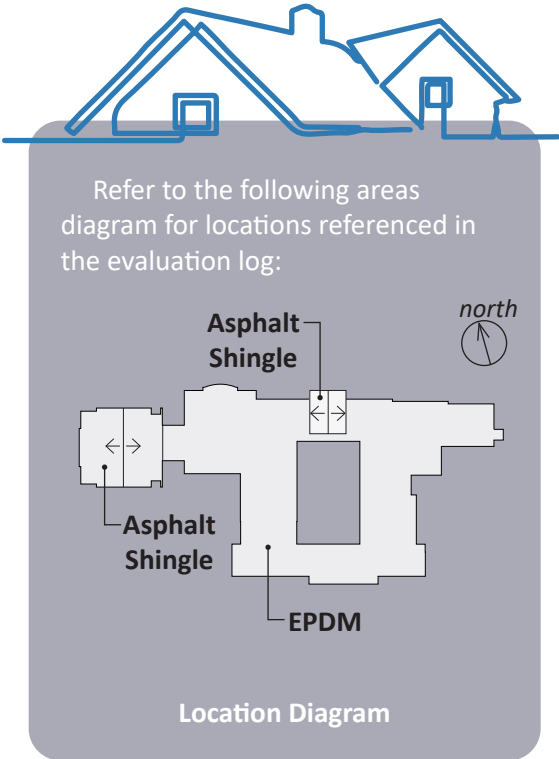 Refer to the following areas
diagram for locations referenced in
the evaluation log:
north
Asphalt
Shingle
Asphalt
Shingle
EPDM
Location Diagram